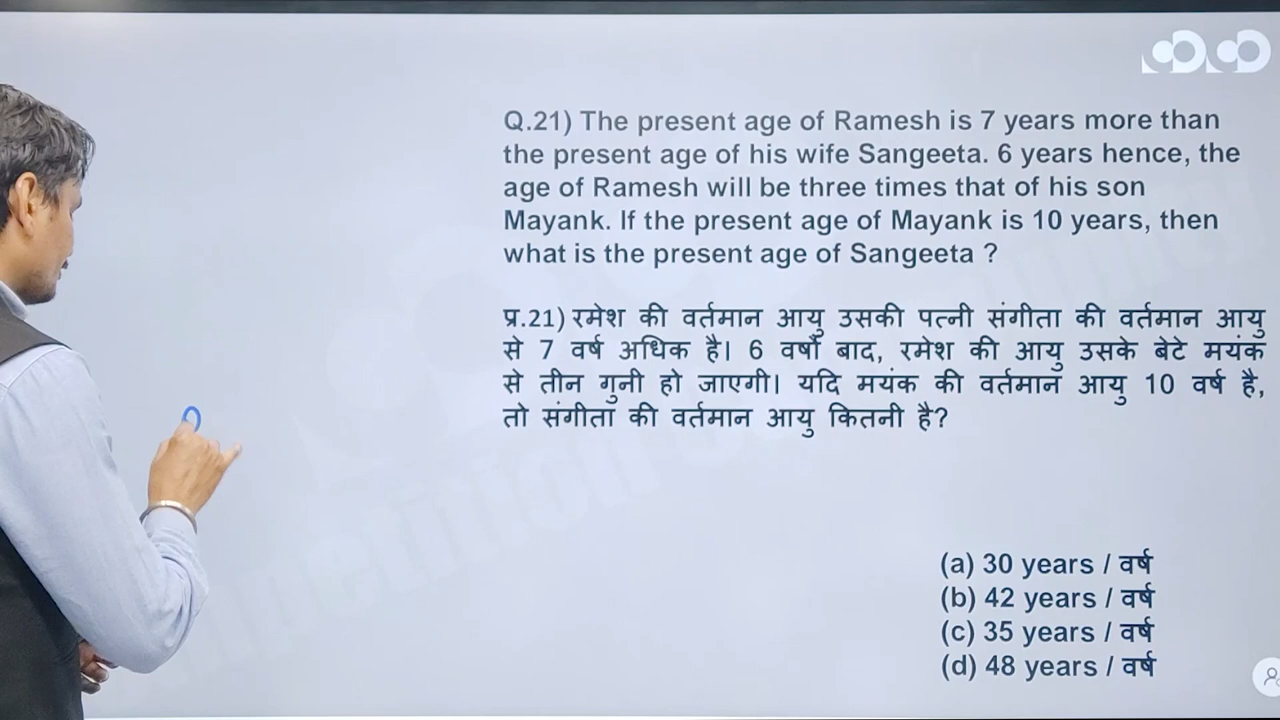 Q.21) The present age of Ramesh is 7 years more than
the present age of his wife Sangeeta. 6 years hence, the
age of Ramesh will be three times that of his son
Mayank. If the present age of Mayank is 10 years, then
what is the present age of Sangeeta ?
प्र.21) रमेश की वर्तमान आयु उसकी पत्नी संगीता की वर्तमान आयु
से 7 वर्ष अधिक है। 6 वर्षों बाद, रमेश की आयु उसके बेटे मयंक
से तीन गुनी हो जाएगी। यदि मयंक की वर्तमान आयु 10 वर्ष है,
तो संगीता की वर्तमान आयु कितनी है?
(a) 30 years / वर्ष
(b) 42 years / वर्ष
(c) 35 years / वर्ष
(d) 48 years / वर्ष